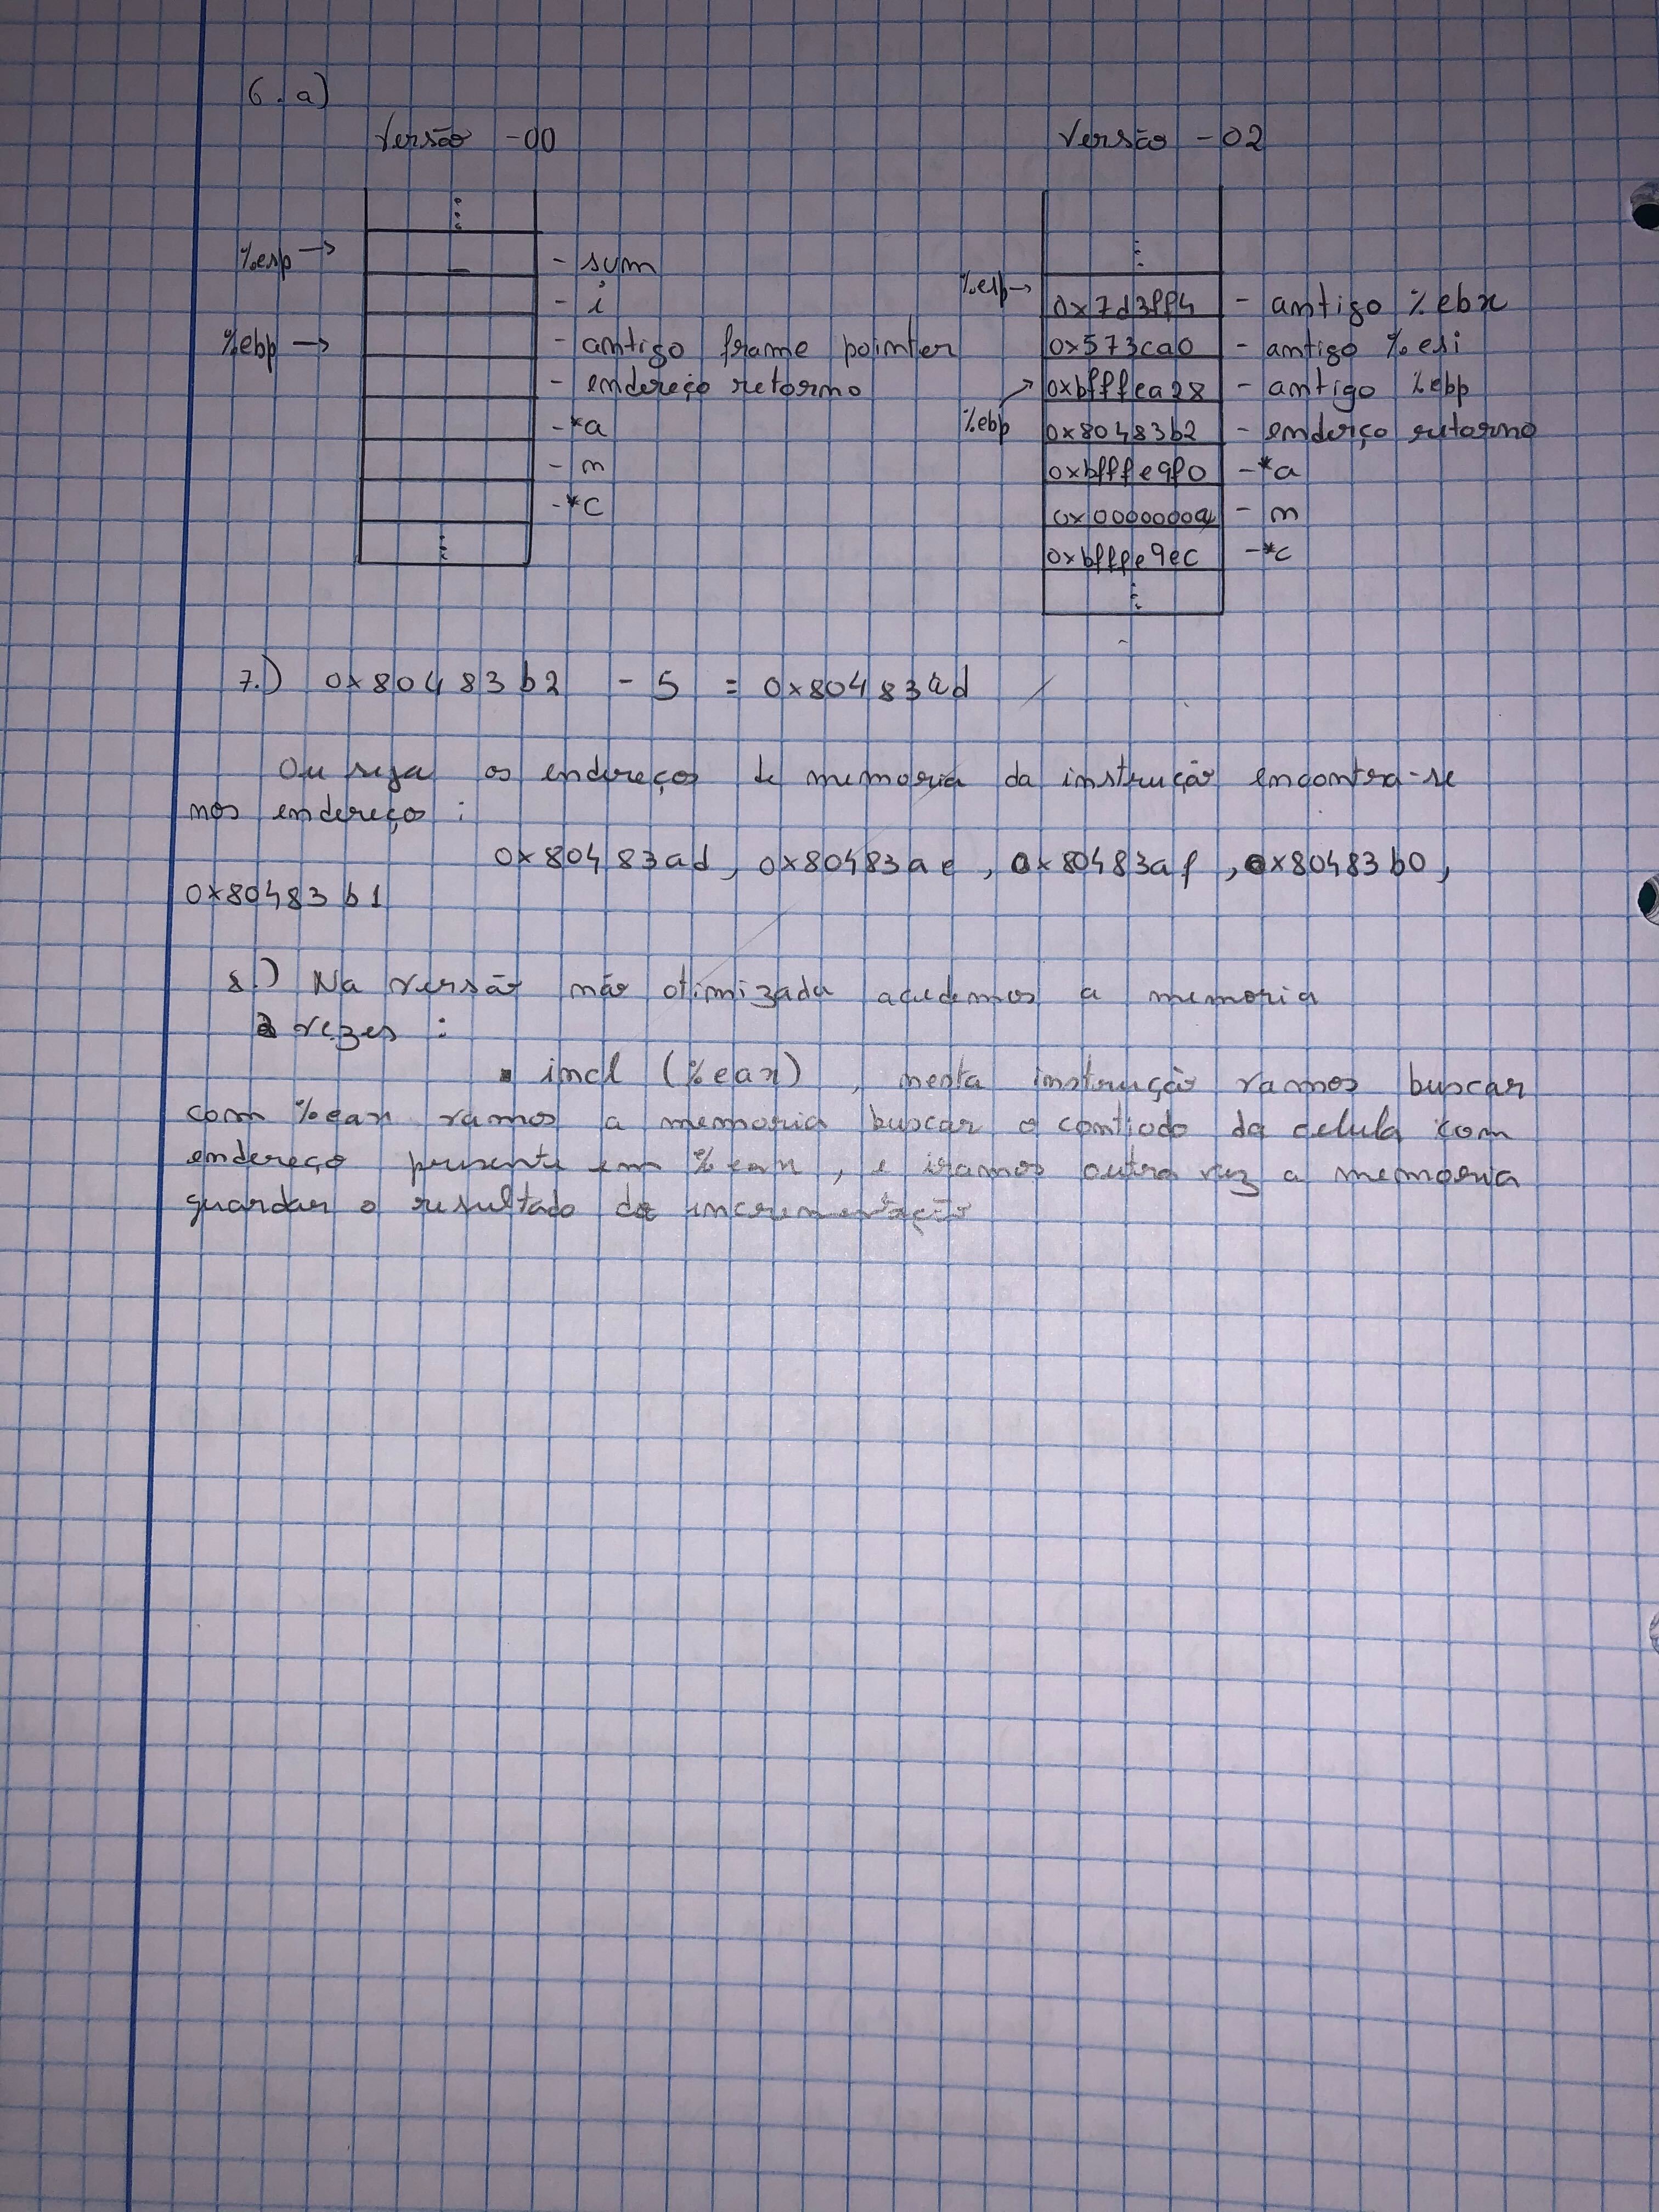 6. a)
Versão -O0
Versão -O2
%esp →
- sum
- i
%ebp →
- antigo frame pointer
- endereço retorno
- *a
- n
- *c
%esp →
0x7d3ff4 - antigo %ebx
0x573ca0 - antigo %esi
0xbfffea28 - antigo %ebp
%ebp
0x80483b2 - enderço retorno
0xbfffe9f0 - *a
0x0000000a - n
0xbfffe9ec - *c
7.) 0x80483b2 - 5 = 0x80483ad
Ou seja os endereços de memoria da instrução encontra-se
nos endereço :
0x80483ad, 0x80483ae, 0x80483af, 0x80483b0,
0x80483b1
8.) Na versão não otimizada acedemos a memoria
2 vezes :
incl (%eax), nesta instrução vamos buscar
com %eax vamos a memoria buscar o contiodo da celula com
endereço presente em %eax, e iramos outra vez a memoria
guardar o resultado da incrementação